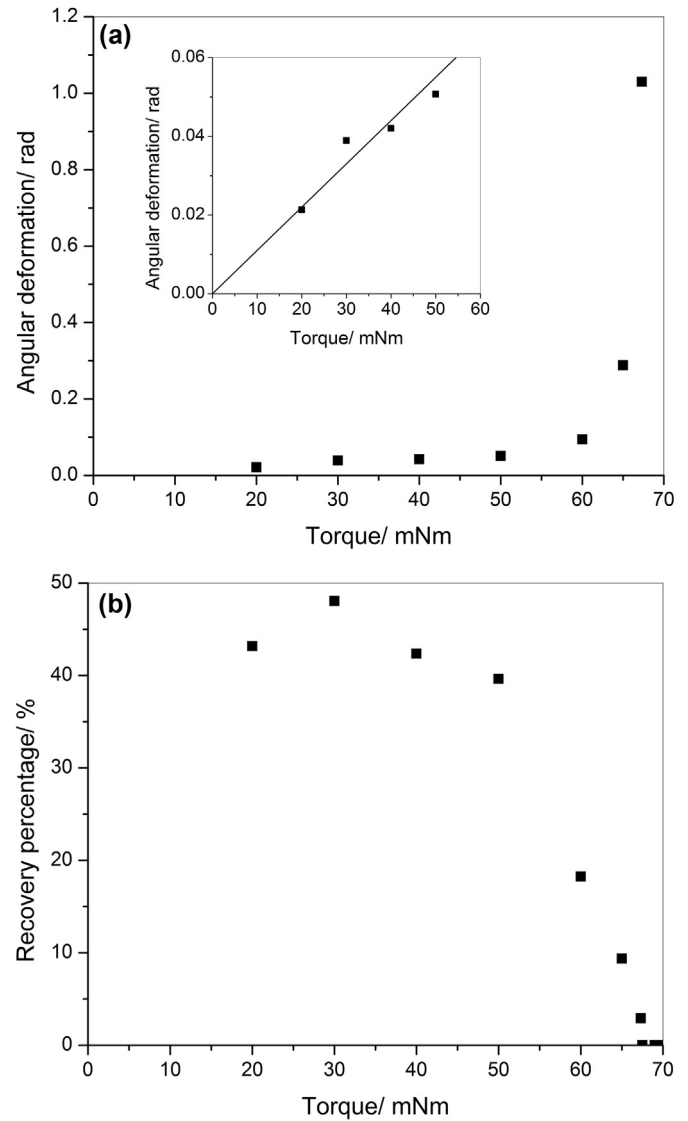 (a)
1.2
1.0
0.8
0.6
0.4
0.2
0.0
Angular deformation/ rad
0.06
0.04
0.02
0.00
Angular deformation/ rad
0 10 20 30 40 50 60
Torque/ mNm
0 10 20 30 40 50 60 70
Torque/ mNm
(b)
50
40
30
20
10
0
Recovery percentage/ %
0 10 20 30 40 50 60 70
Torque/ mNm